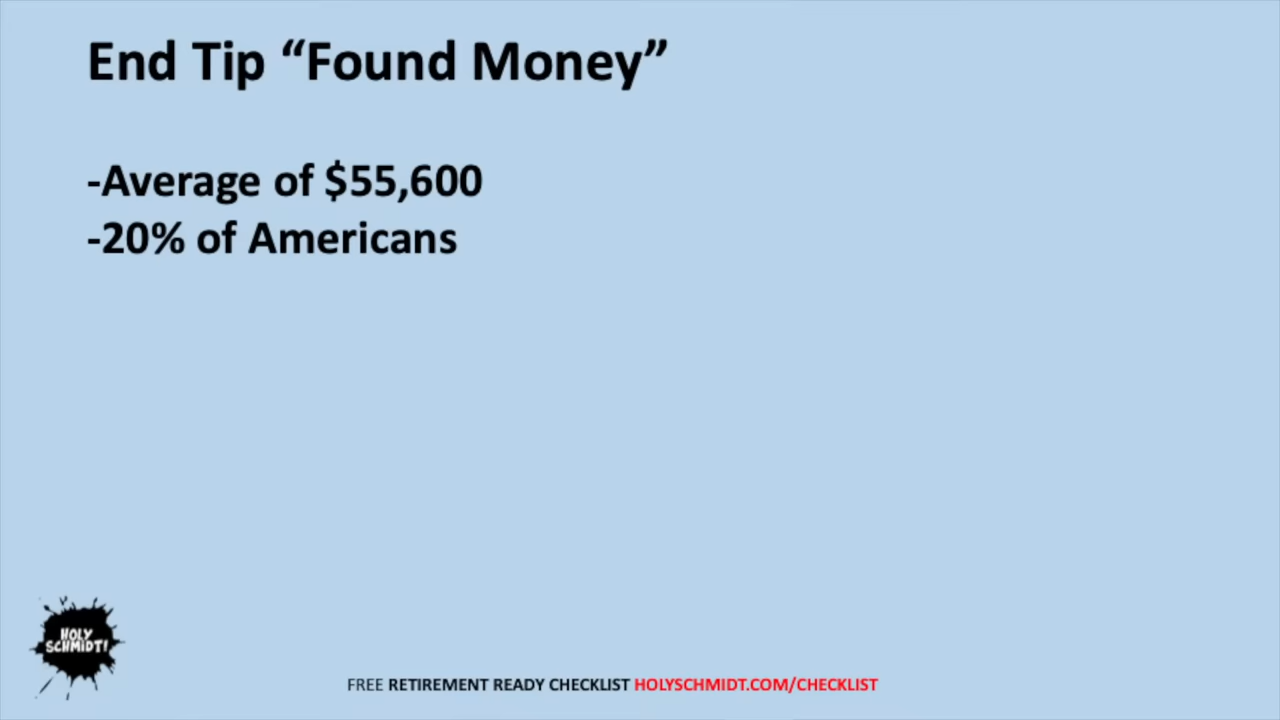 End Tip “Found Money”
-Average of $55,600
-20% of Americans
HOLY
SCHMIDT!
FREE RETIREMENT READY CHECKLIST HOLYSCHMIDT.COM/CHECKLIST